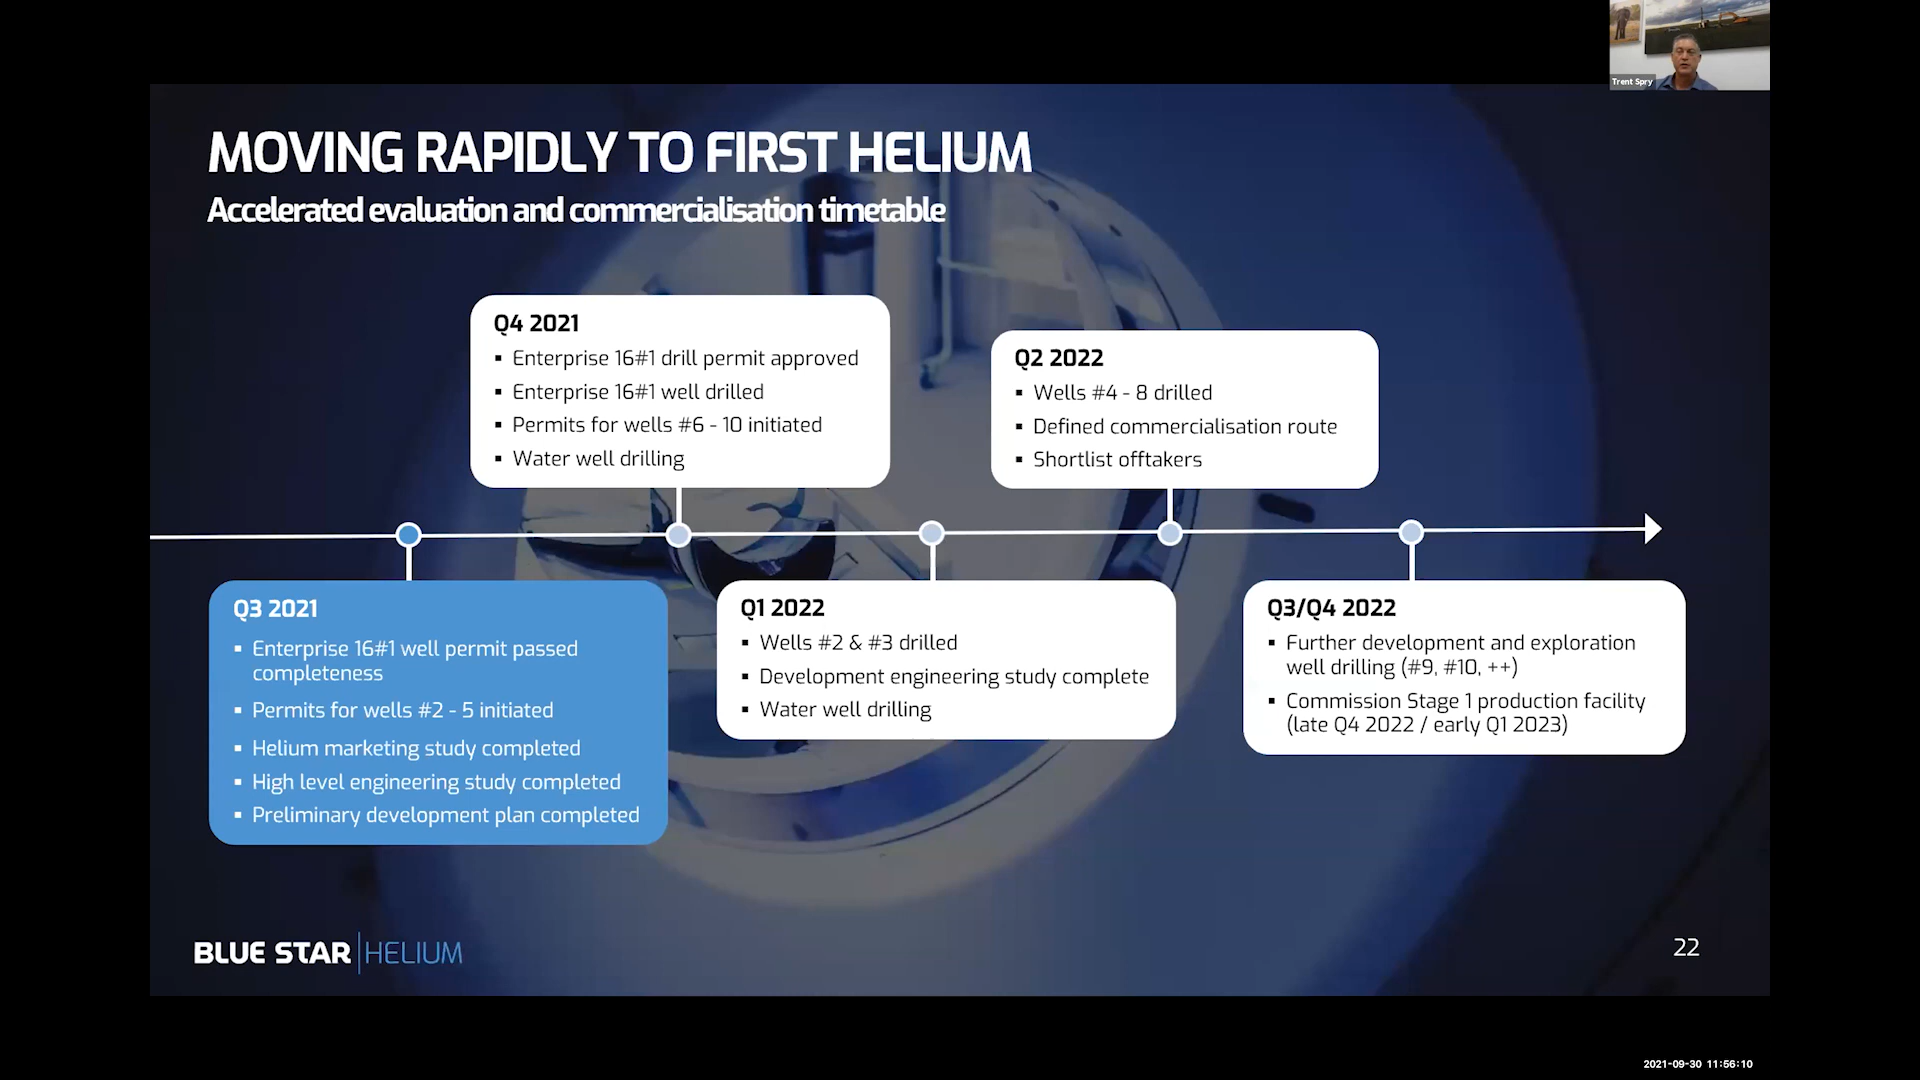 Trent Spry
MOVING RAPIDLY TO FIRST HELIUM
Accelerated evaluation and commercialisation timetable
Q4 2021
▪ Enterprise 16#1 drill permit approved
▪ Enterprise 16#1 well drilled
▪ Permits for wells #6 - 10 initiated
▪ Water well drilling
Q2 2022
▪ Wells #4 - 8 drilled
▪ Defined commercialisation route
▪ Shortlist offtakers
Q3 2021
▪ Enterprise 16#1 well permit passed
completeness
▪ Permits for wells #2 - 5 initiated
▪ Helium marketing study completed
▪ High level engineering study completed
▪ Preliminary development plan completed
Q1 2022
▪ Wells #2 & #3 drilled
▪ Development engineering study complete
▪ Water well drilling
Q3/Q4 2022
▪ Further development and exploration
well drilling (#9, #10, ++)
▪ Commission Stage 1 production facility
(late Q4 2022 / early Q1 2023)
BLUE STAR HELIUM
22
2021-09-30 11:56:10